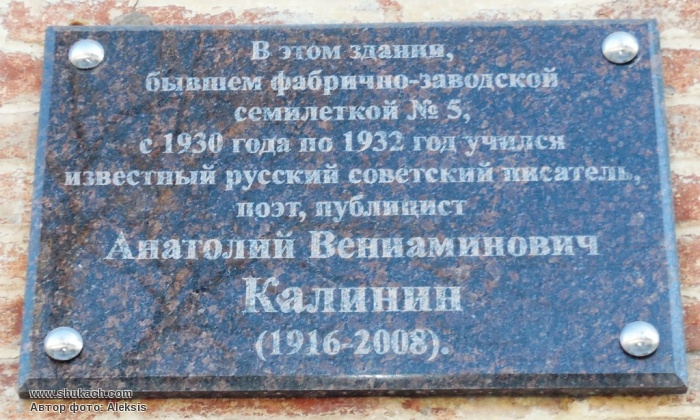 В этом здании,
бывшем фабрично-заводской
семилеткой № 5,
с 1930 года по 1932 год учился
известный русский советский писатель,
поэт, публицист
Анатолий Вениаминович
Калинин
(1916-2008).
www.shukach.com
Автор фото: Aleksis